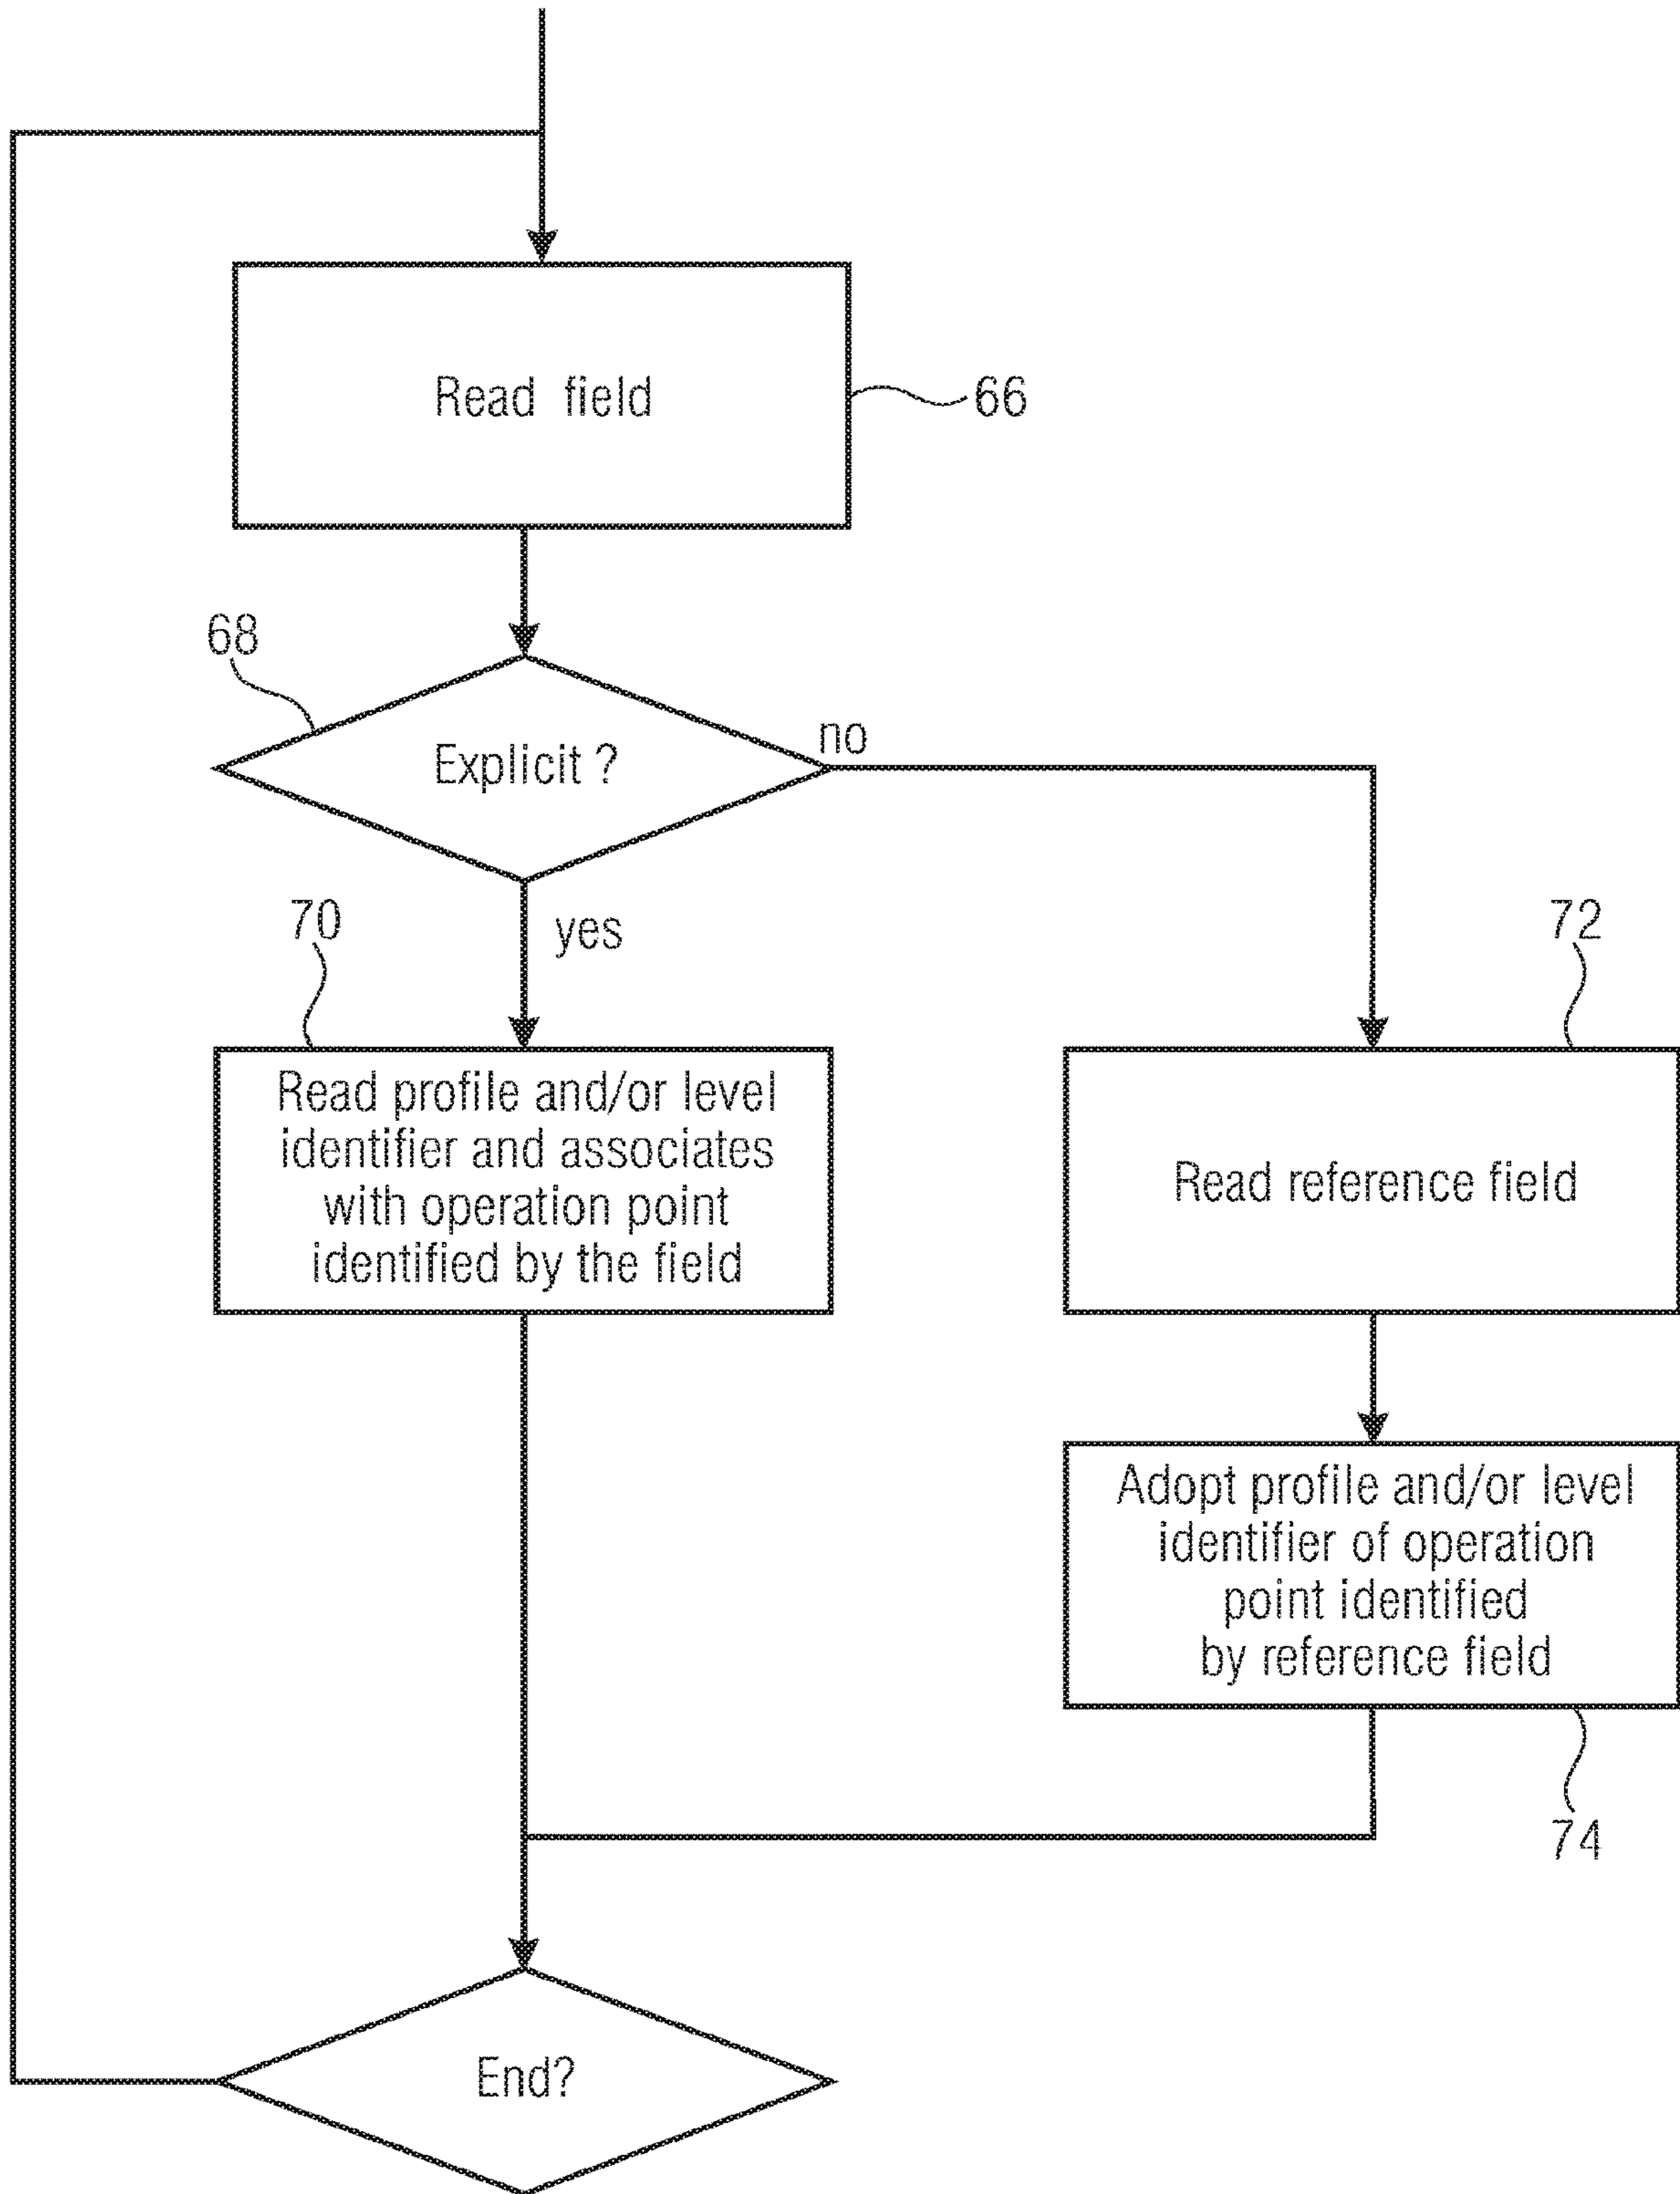 Read field
66
68
Explicit ?
no
70
yes
72
Read profile and/or level
identifier and associates
with operation point
identified by the field
Read reference field
Adopt profile and/or level
identifier of operation
point identified
by reference field
74
End?